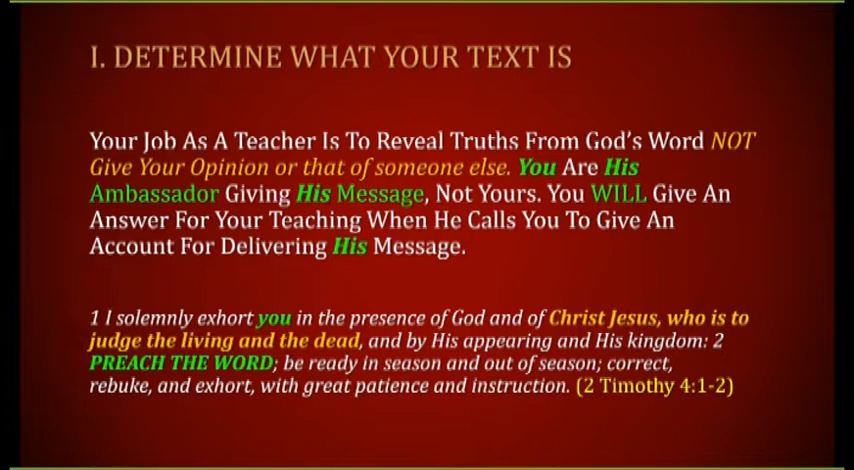 I. DETERMINE WHAT YOUR TEXT IS
Your Job As A Teacher Is To Reveal Truths From God's Word NOT
Give Your Opinion or that of someone else. You Are His
Ambassador Giving His Message, Not Yours. You WILL Give An
Answer For Your Teaching When He Calls You To Give An
Account For Delivering His Message.
1 I solemnly exhort you in the presence of God and of Christ Jesus, who is to
judge the living and the dead, and by His appearing and His kingdom: 2
PREACH THE WORD; be ready in season and out of season; correct,
rebuke, and exhort, with great patience and instruction. (2 Timothy 4:1-2)